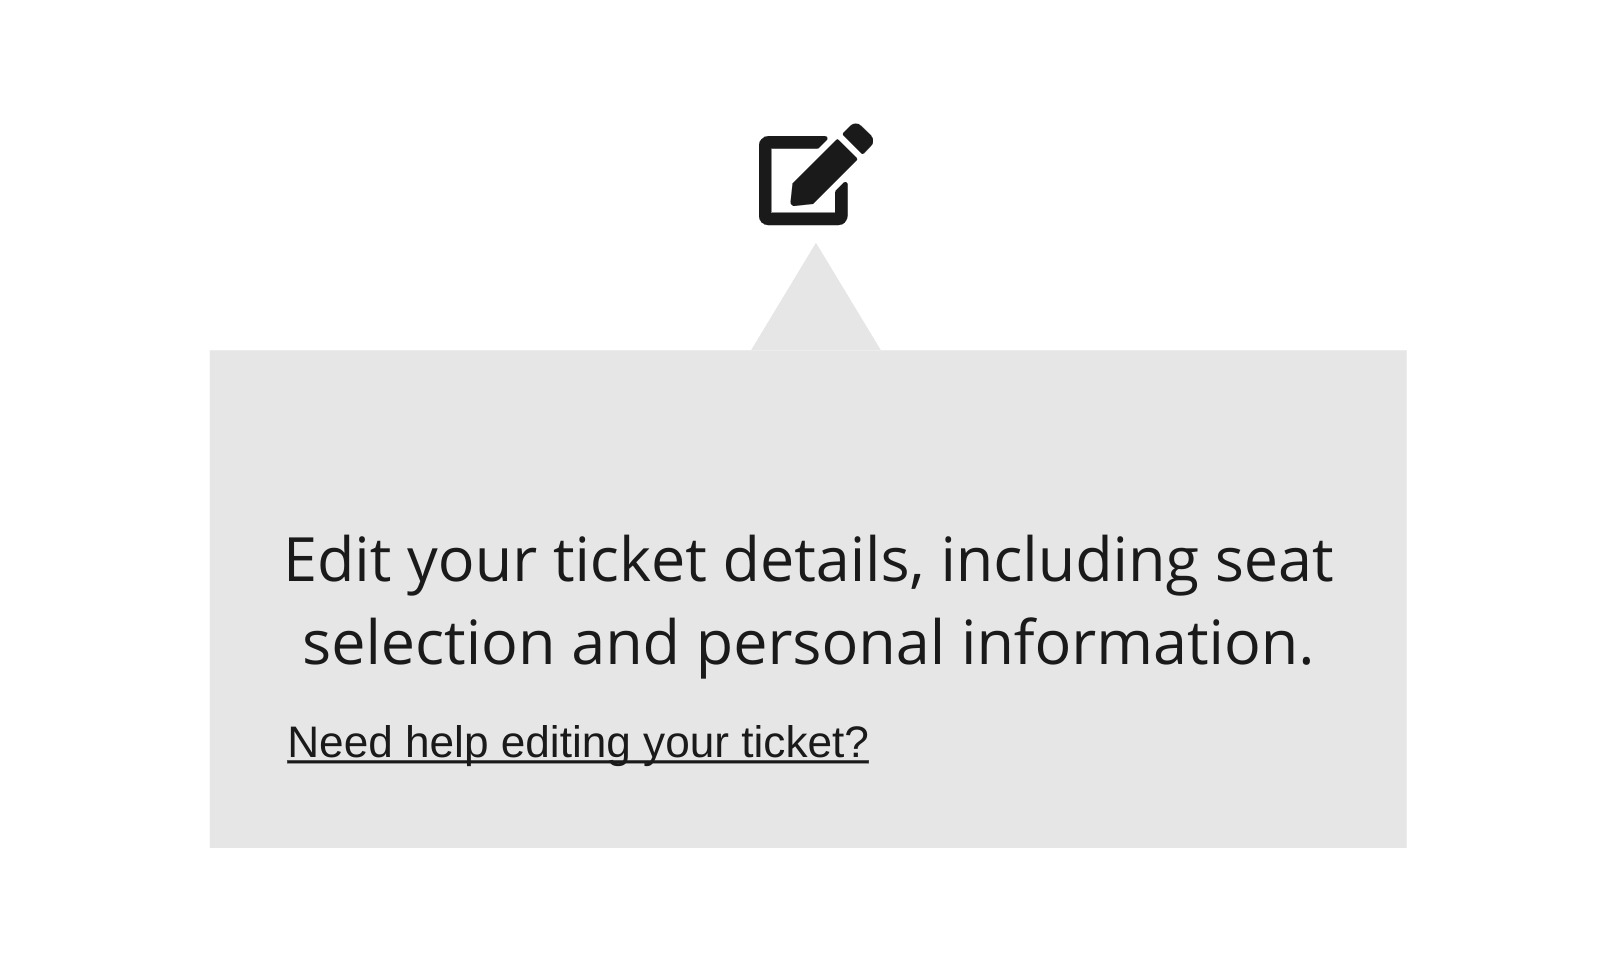 Edit your ticket details, including seat
selection and personal information.
Need help editing your ticket?